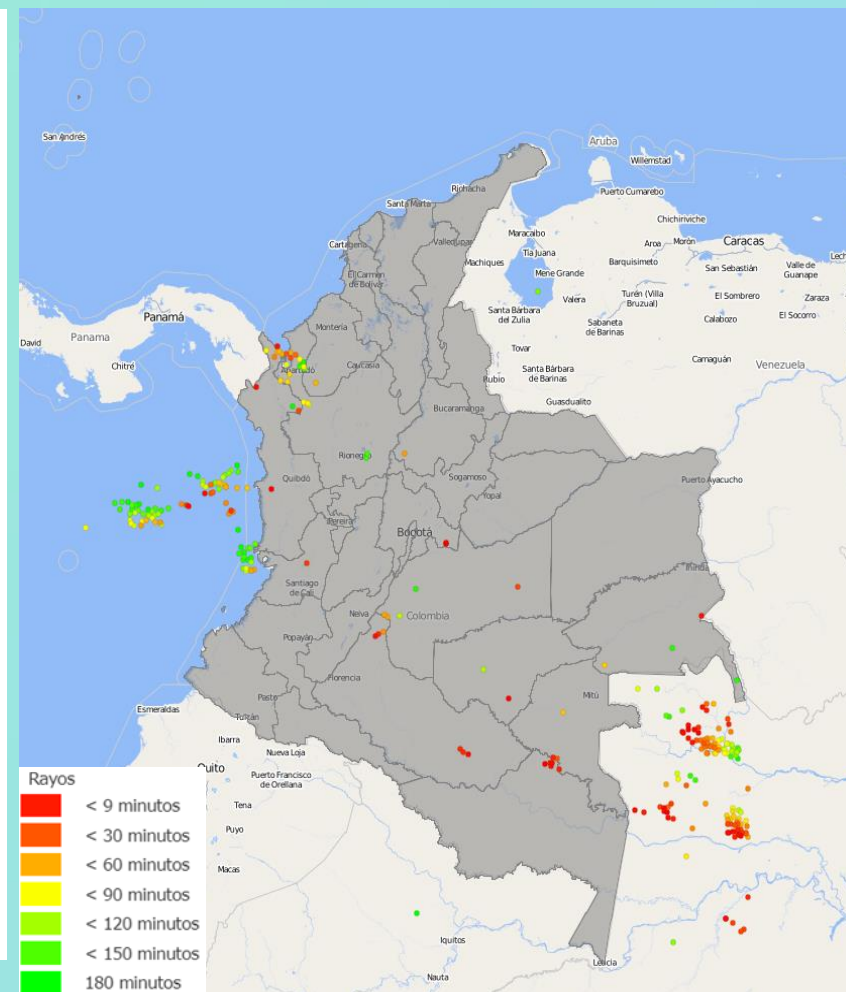 San Andrés
Aruba
Willemstad
Riohacha
Puerto Cumarebo
Santa Marta
Chichiriviche
Maracaibo
Cartagena
Valledupar
Caracas
Tía Juana
Aroa
Morón
Lech
Machiques
Barquisimeto
Mene Grande
San Sebastián
Valle de
Guanape
El Carmen
de Bolívar
Valera
Turén (Villa
Bruzual)
El Sombrero
Zaraza
Santa Bárbara
del Zulia
Panamá
Montería
Sabaneta
de Barinas
Calabozo
El Socorro
David
Panama
Tovar
Camaguán
Venezuela
Chitré
Apartadó
Caucasia
Santa Bárbara
de Barinas
Rubio
Guasdualito
Bucaramanga
Rionegro
Quibdó
Sogamoso
Puerto Ayacucho
Yopal
Pereira
Bogotá
Inírida
Santiago
de Cali
Neiva
Colombia
Popayán
Florencia
Mitú
Pasto
Esmeraldas
Tulcán
Ibarra
Nueva Loja
Quito
Puerto Francisco
de Orellana
Tena
Puyo
Macas
Iquitos
Leticia
Nauta
Rayos
< 9 minutos
< 30 minutos
< 60 minutos
< 90 minutos
< 120 minutos
< 150 minutos
180 minutos